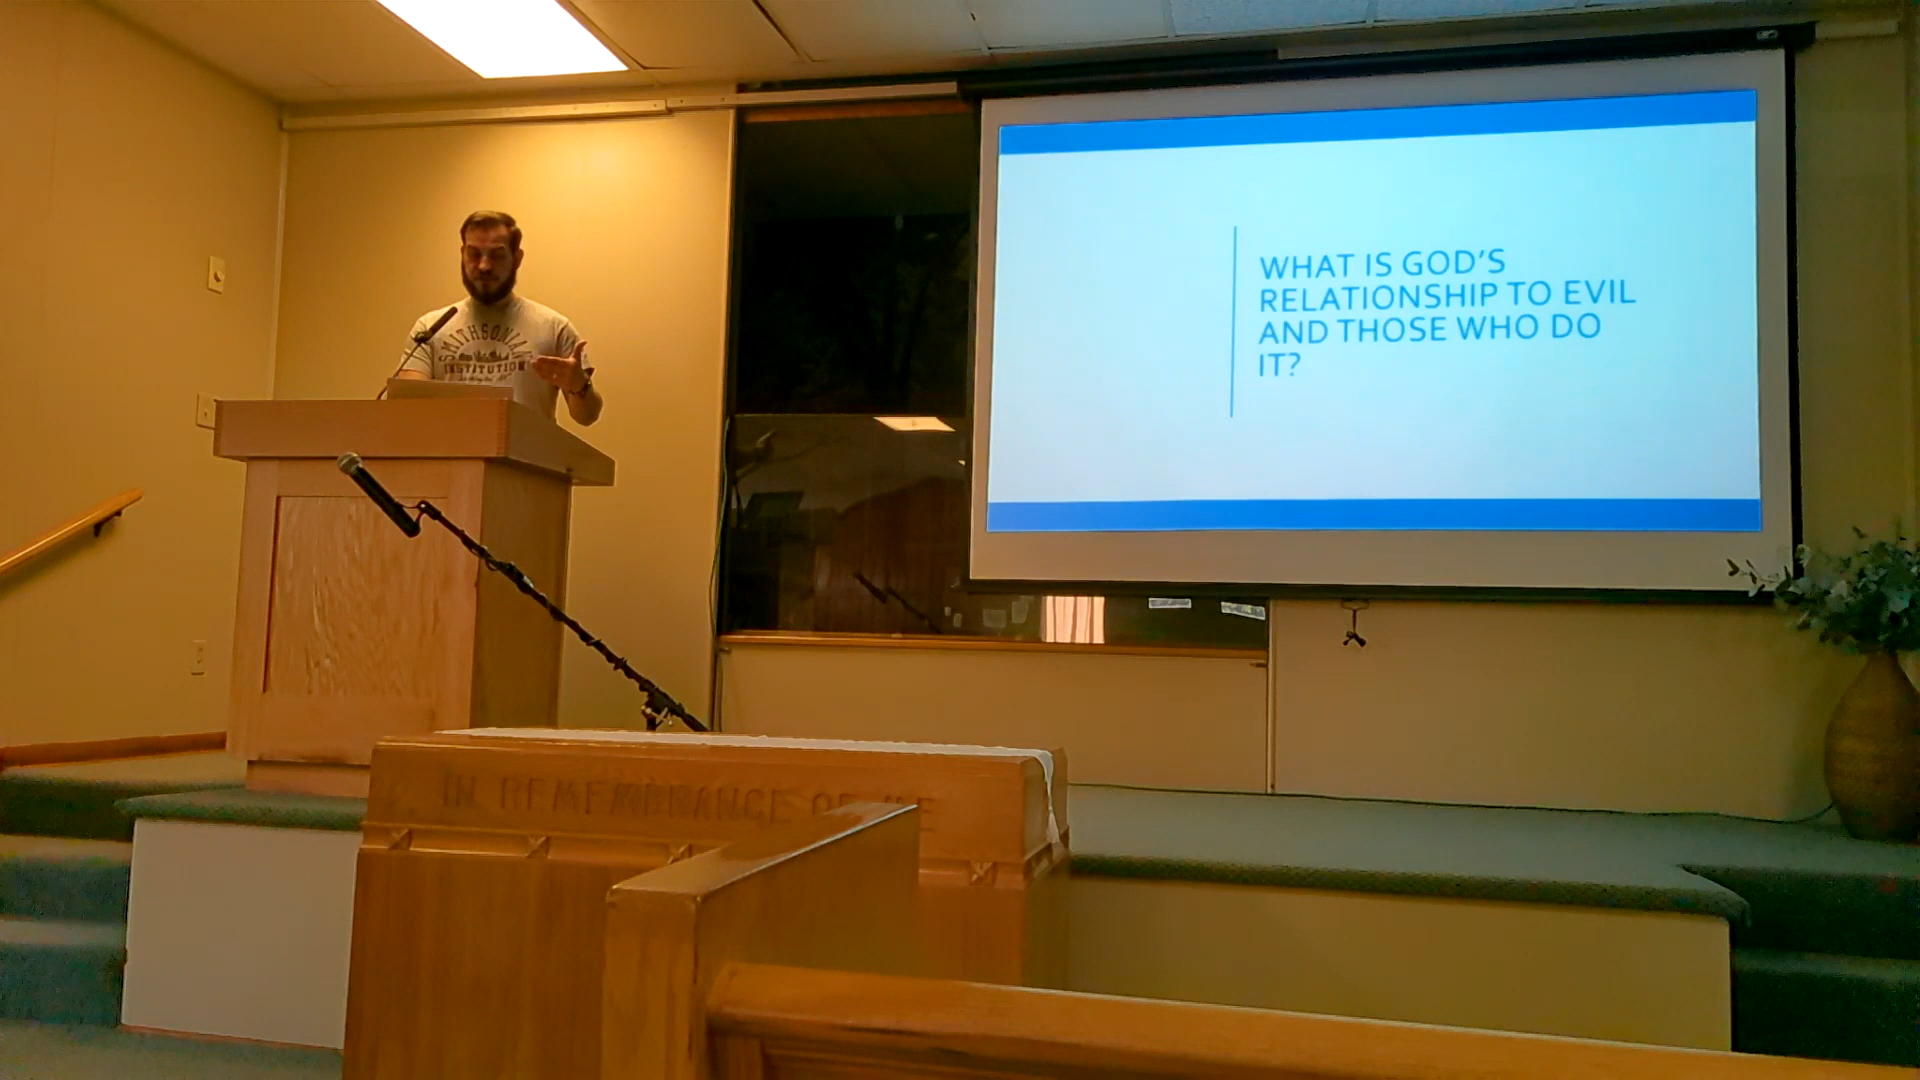 SMITHSONIAN
INSTITUTION
WHAT IS GOD'S
RELATIONSHIP TO EVIL
AND THOSE WHO DO
IT?
IN REMEMBRANCE OF ME